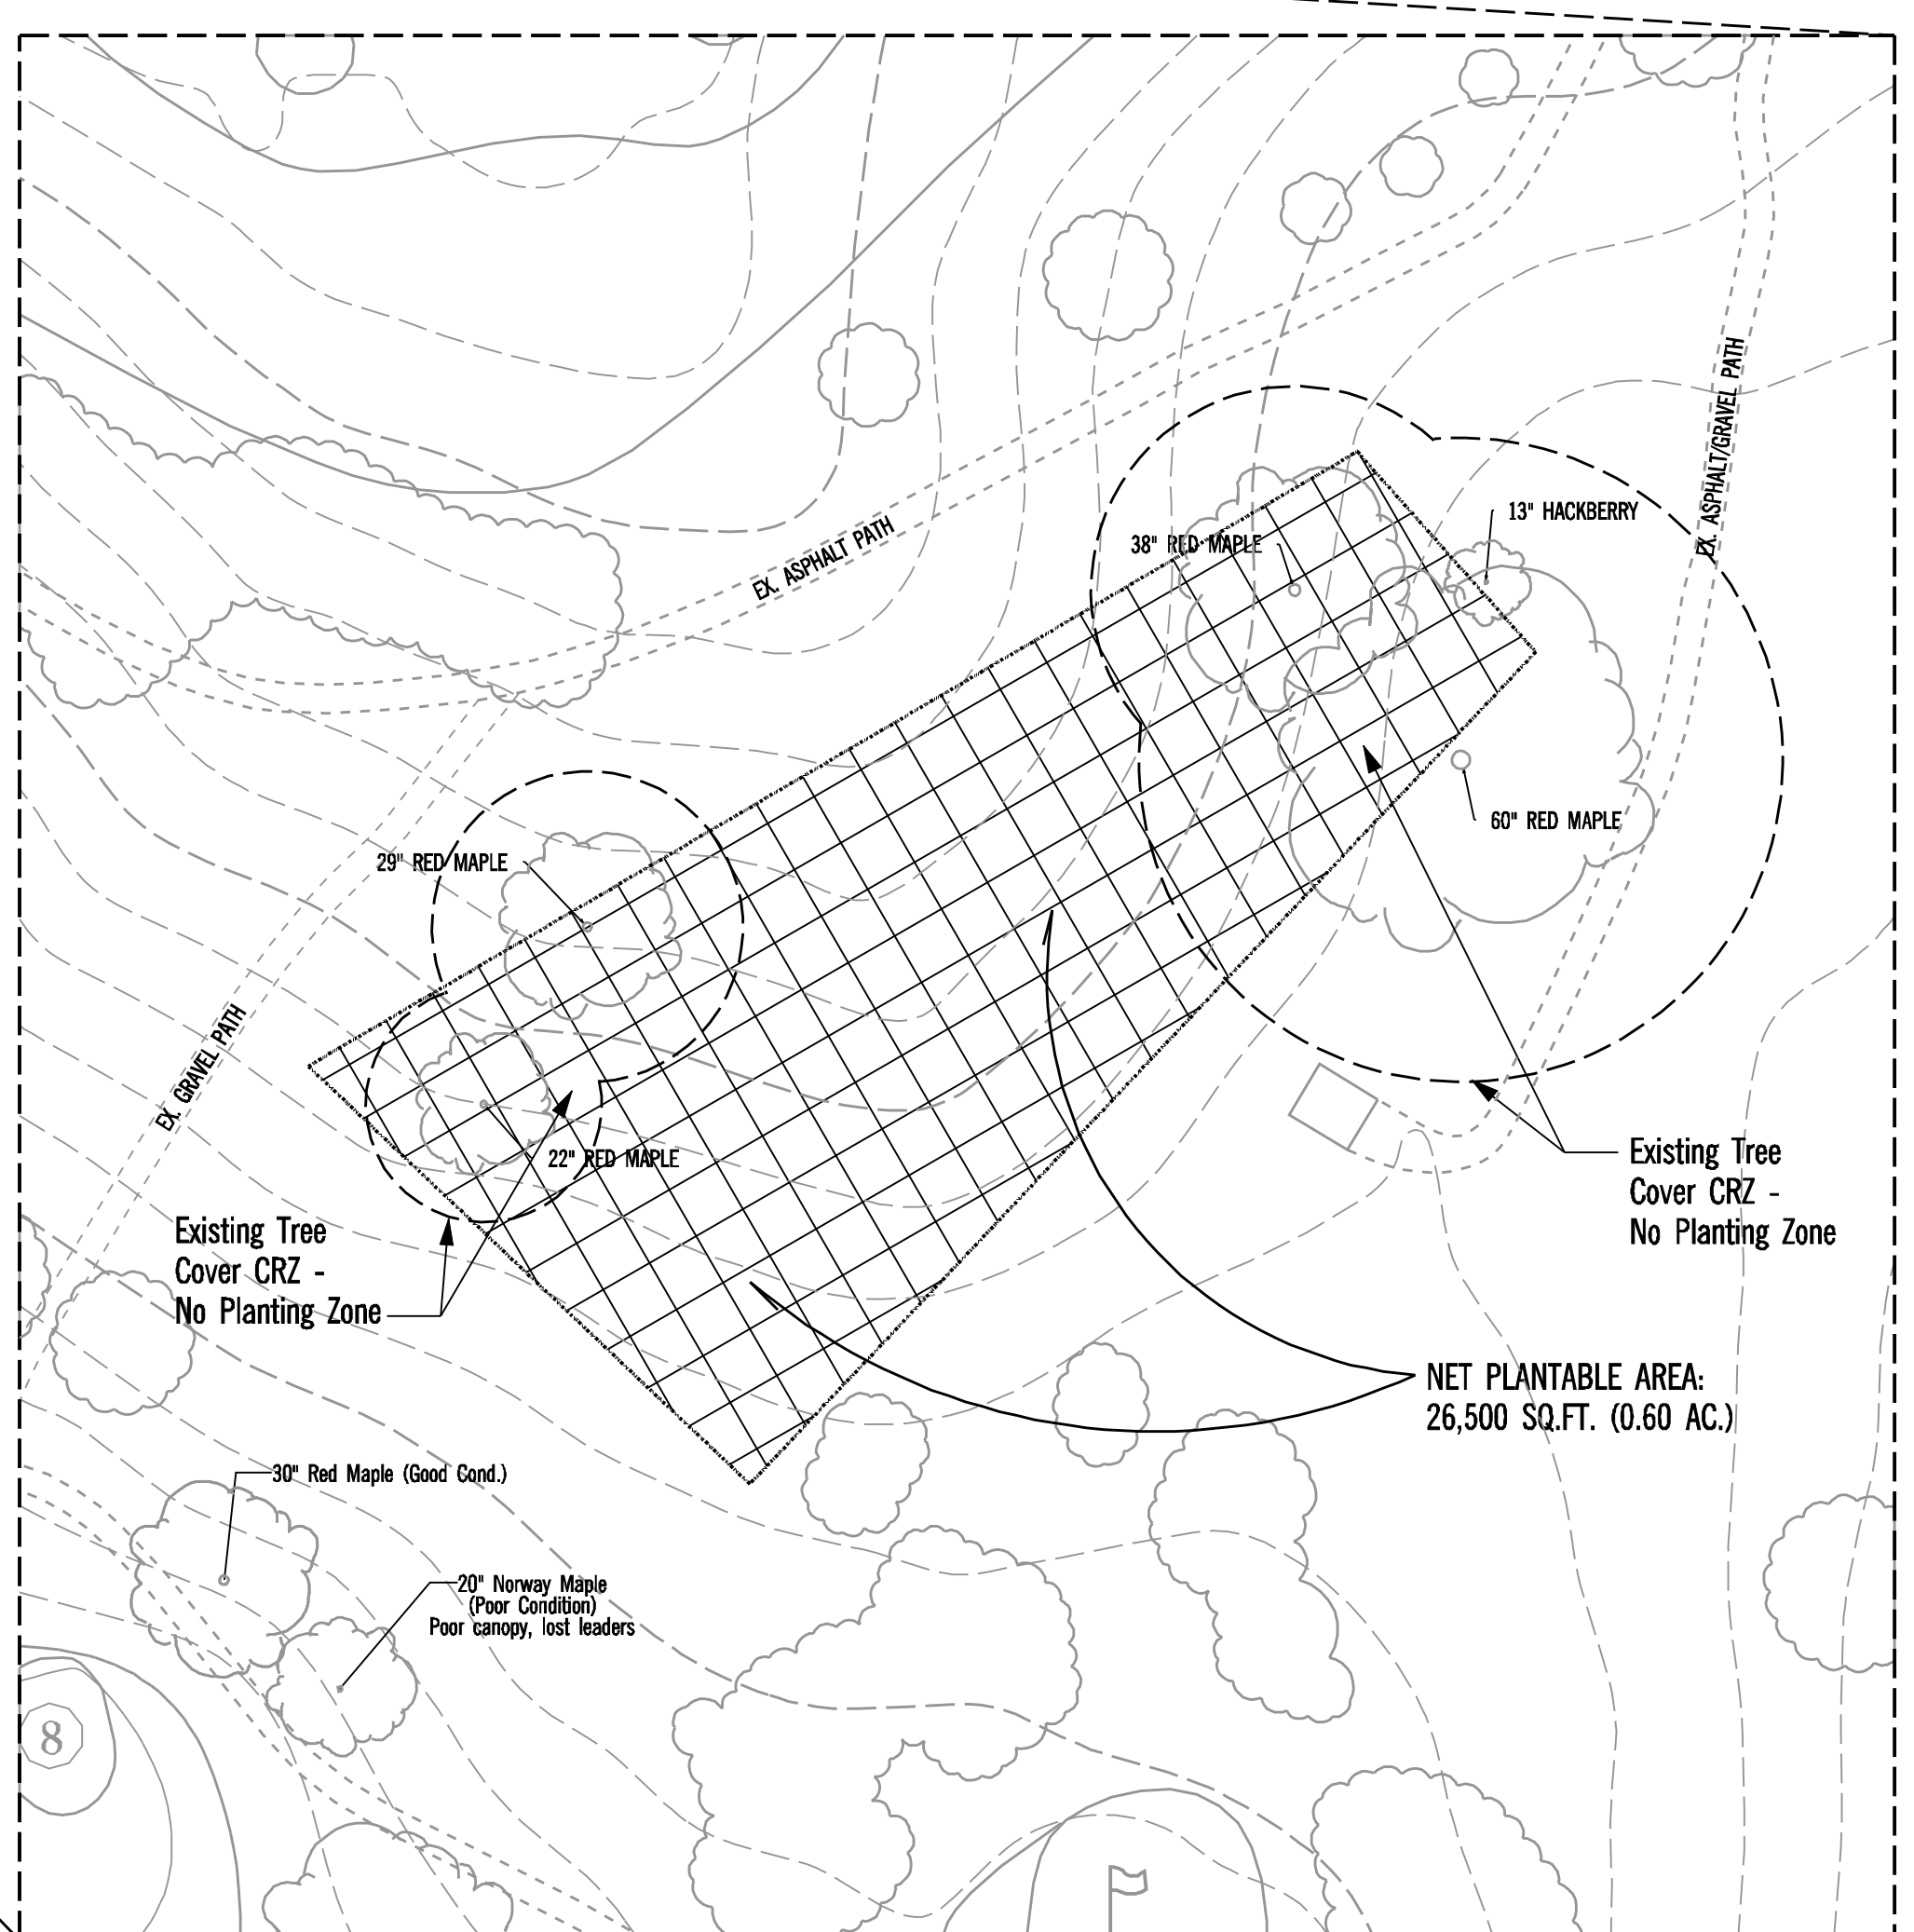 EX. ASPHALT/GRAVEL PATH
13" HACKBERRY
EX. ASPHALT PATH
38" RED MAPLE
60" RED MAPLE
29" RED MAPLE
EX. GRAVEL PATH
22" RED MAPLE
Existing Tree
Cover CRZ -
No Planting Zone
Existing Tree
Cover CRZ -
No Planting Zone
NET PLANTABLE AREA:
26,500 SQ.FT. (0.60 AC.)
30" Red Maple (Good Cond.)
20" Norway Maple
(Poor Condition)
Poor canopy, lost leaders
8